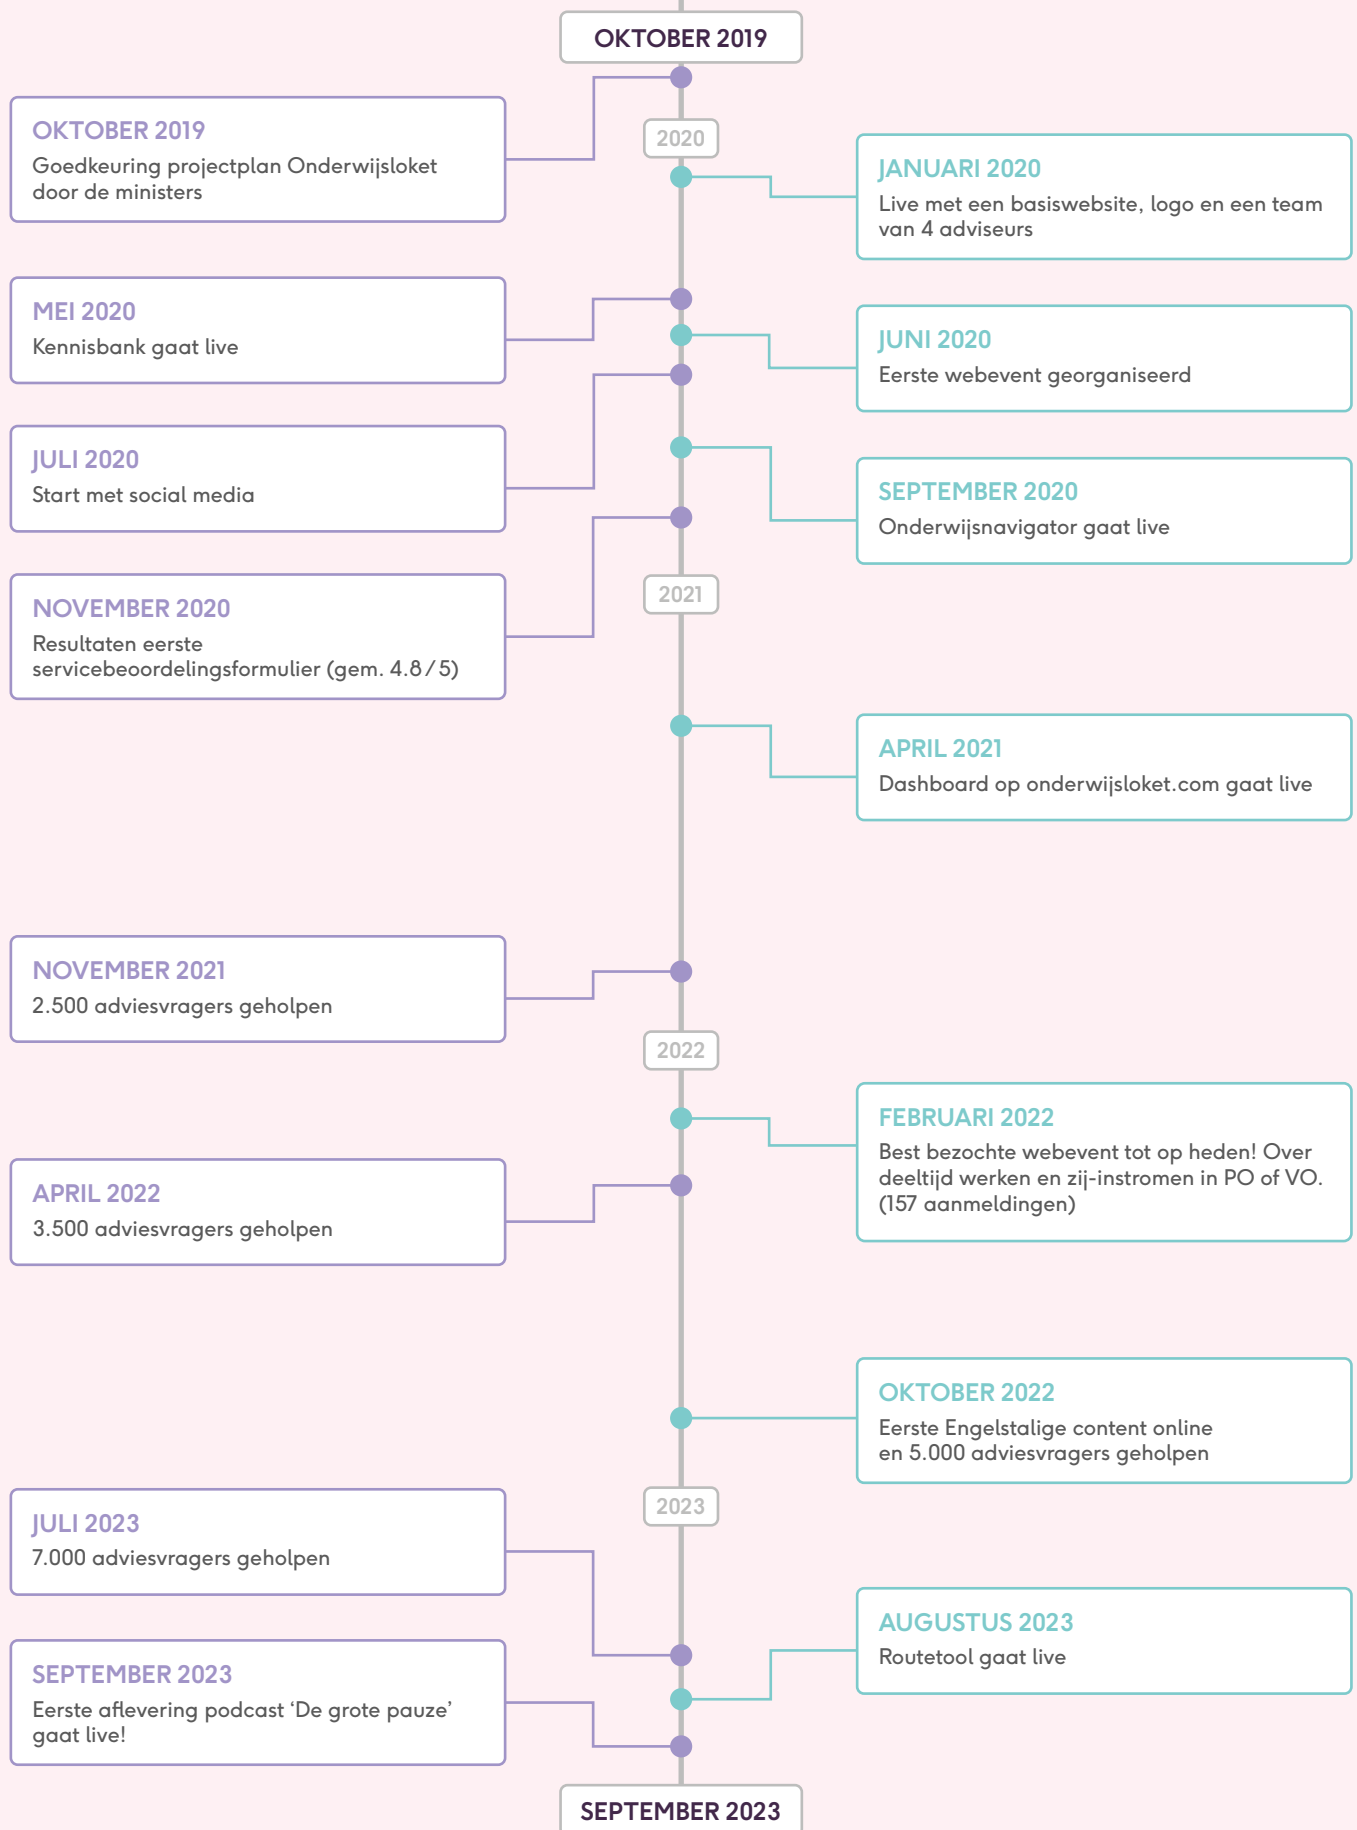 OKTOBER 2019
OKTOBER 2019
Goedkeuring projectplan Onderwijsloket
door de ministers
2020
JANUARI 2020
Live met een basiswebsite, logo en een team
van 4 adviseurs
MEI 2020
Kennisbank gaat live
JUNI 2020
Eerste webevent georganiseerd
JULI 2020
Start met social media
SEPTEMBER 2020
Onderwijsnavigator gaat live
NOVEMBER 2020
Resultaten eerste
servicebeoordelingsformulier (gem. 4.8 / 5)
2021
APRIL 2021
Dashboard op onderwijsloket.com gaat live
NOVEMBER 2021
2.500 adviesvragers geholpen
2022
FEBRUARI 2022
Best bezochte webevent tot op heden! Over
deeltijd werken en zij-instromen in PO of VO.
(157 aanmeldingen)
APRIL 2022
3.500 adviesvragers geholpen
OKTOBER 2022
Eerste Engelstalige content online
en 5.000 adviesvragers geholpen
2023
JULI 2023
7.000 adviesvragers geholpen
AUGUSTUS 2023
Routetool gaat live
SEPTEMBER 2023
Eerste aflevering podcast ‘De grote pauze’
gaat live!
SEPTEMBER 2023